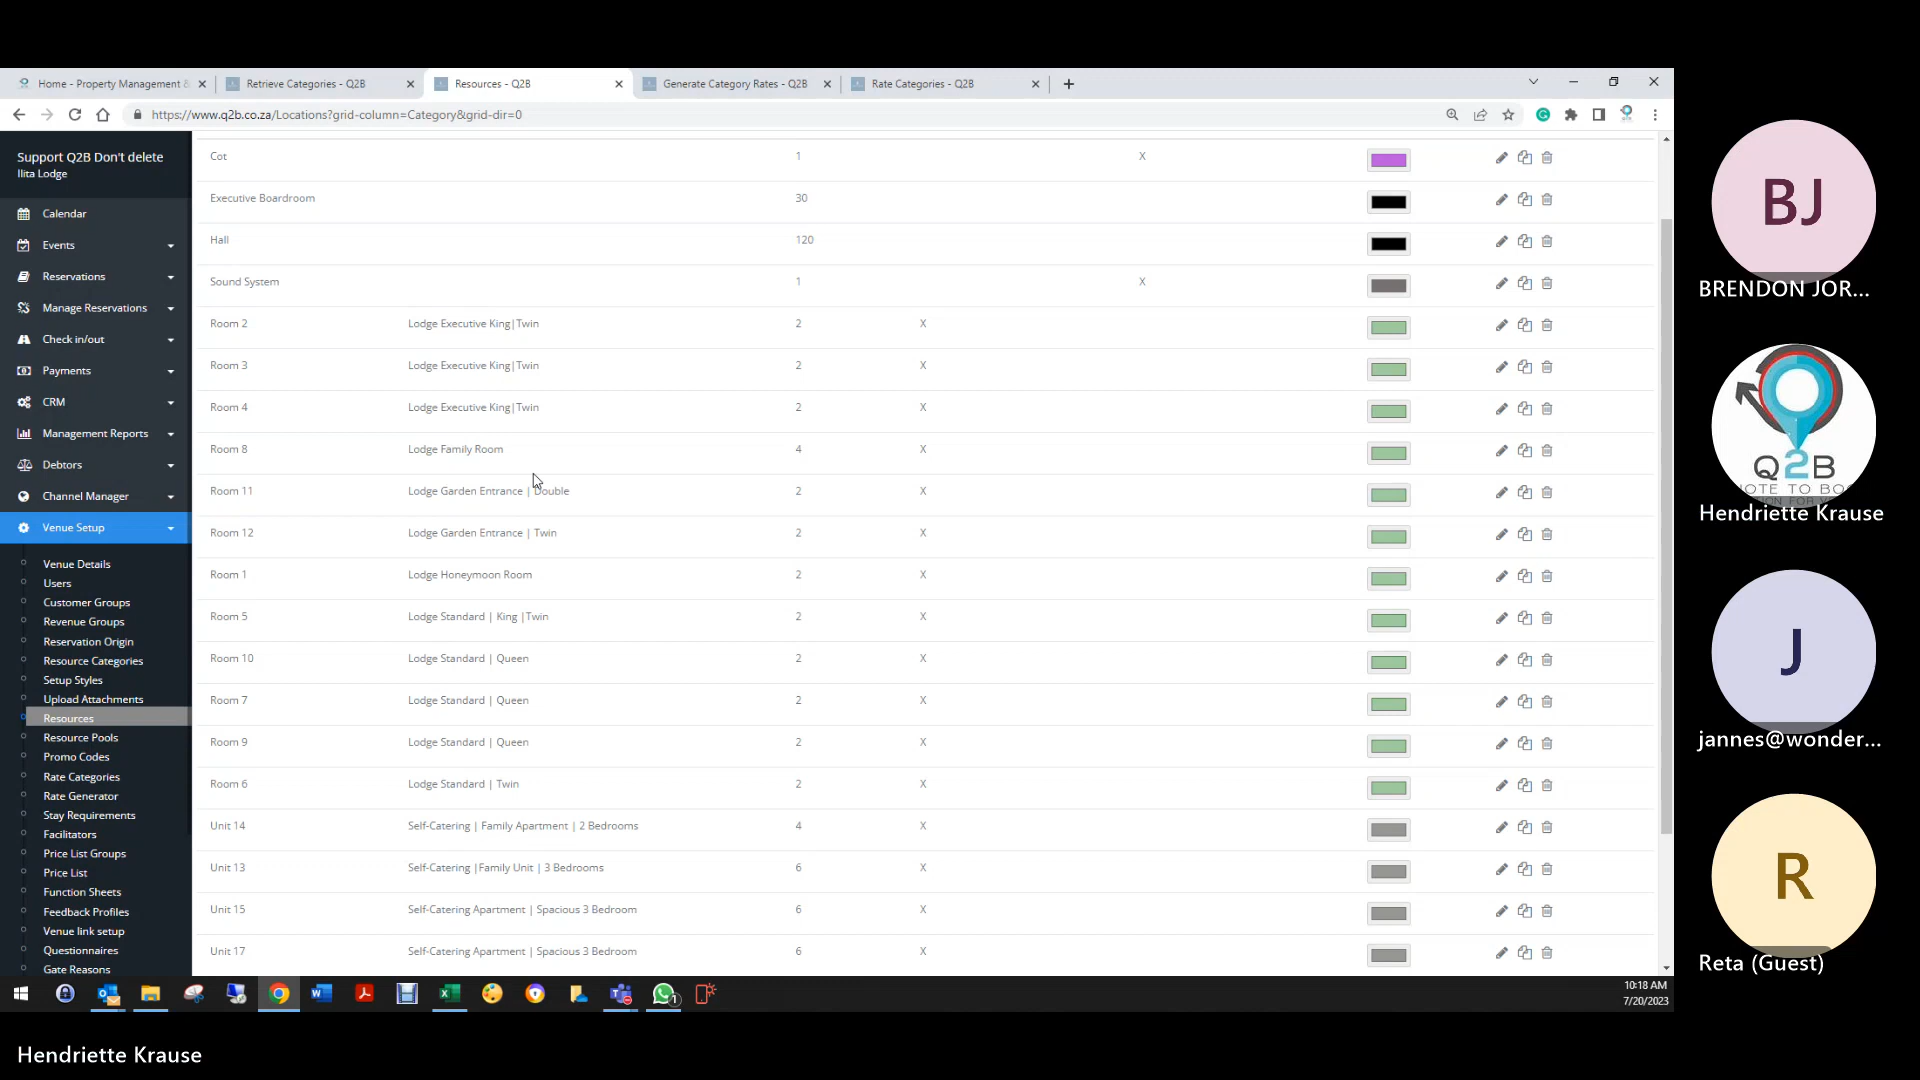 Home - Property Management &
Retrieve Categories - Q2B
Resources - Q2B
Generate Category Rates - Q2B
Rate Categories - Q2B
https://www.q2b.co.za/Locations?grid-column=Category&grid-dir=0
Support Q2B Don't delete
Ilita Lodge
Calendar
Events
Reservations
Manage Reservations
Check in/out
Payments
CRM
Management Reports
Debtors
Channel Manager
Venue Setup
Venue Details
Users
Customer Groups
Revenue Groups
Reservation Origin
Resource Categories
Setup Styles
Upload Attachments
Resources
Resource Pools
Promo Codes
Rate Categories
Rate Generator
Stay Requirements
Facilitators
Price List Groups
Price List
Function Sheets
Feedback Profiles
Venue link setup
Questionnaires
Gate Reasons
Cot 1 X
Executive Boardroom 30
Hall 120
Sound System 1 X
Room 2 Lodge Executive King|Twin 2 X
Room 3 Lodge Executive King|Twin 2 X
Room 4 Lodge Executive King|Twin 2 X
Room 8 Lodge Family Room 4 X
Room 11 Lodge Garden Entrance | Double 2 X
Room 12 Lodge Garden Entrance | Twin 2 X
Room 1 Lodge Honeymoon Room 2 X
Room 5 Lodge Standard | King |Twin 2 X
Room 10 Lodge Standard | Queen 2 X
Room 7 Lodge Standard | Queen 2 X
Room 9 Lodge Standard | Queen 2 X
Room 6 Lodge Standard | Twin 2 X
Unit 14 Self-Catering | Family Apartment | 2 Bedrooms 4 X
Unit 13 Self-Catering |Family Unit | 3 Bedrooms 6 X
Unit 15 Self-Catering Apartment | Spacious 3 Bedroom 6 X
Unit 17 Self-Catering Apartment | Spacious 3 Bedroom 6 X
10:18 AM
7/20/2023
BJ
BRENDON JOR...
Q2B
Hendriette Krause
J
jannes@wonder...
R
Reta (Guest)
Hendriette Krause